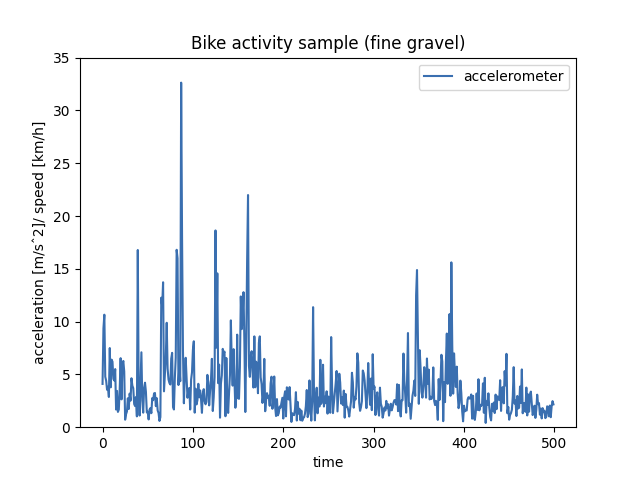 Bike activity sample (fine gravel)
accelerometer
35
30
25
20
15
10
5
0
acceleration [m/s^2]/ speed [km/h]
0 100 200 300 400 500
time